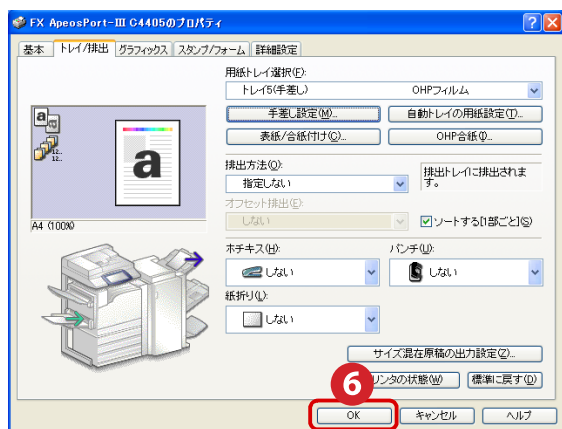 FX ApeosPort-III C4405のプロパティ
基本 トレイ/排出 グラフィックス スタンプ/フォーム 詳細設定
用紙トレイ選択(F):
トレイ5(手差し) OHPフィルム
手差し設定(M)... 自動トレイの用紙設定(T)...
表紙/合紙付け(C)... OHP合紙(I)...
a
12..
12..
a
A4 (100%)
排出方法(O):
指定しない
排出トレイに排出されま
す。
オフセット排出(E):
しない
ソートする[1部ごと](G)
ホチキス(H): パンチ(U):
しない しない
紙折り(L):
しない
サイズ混在原稿の出力設定(Z)...
6
リンタの状態(W) 標準に戻す(D)
OK キャンセル ヘルプ